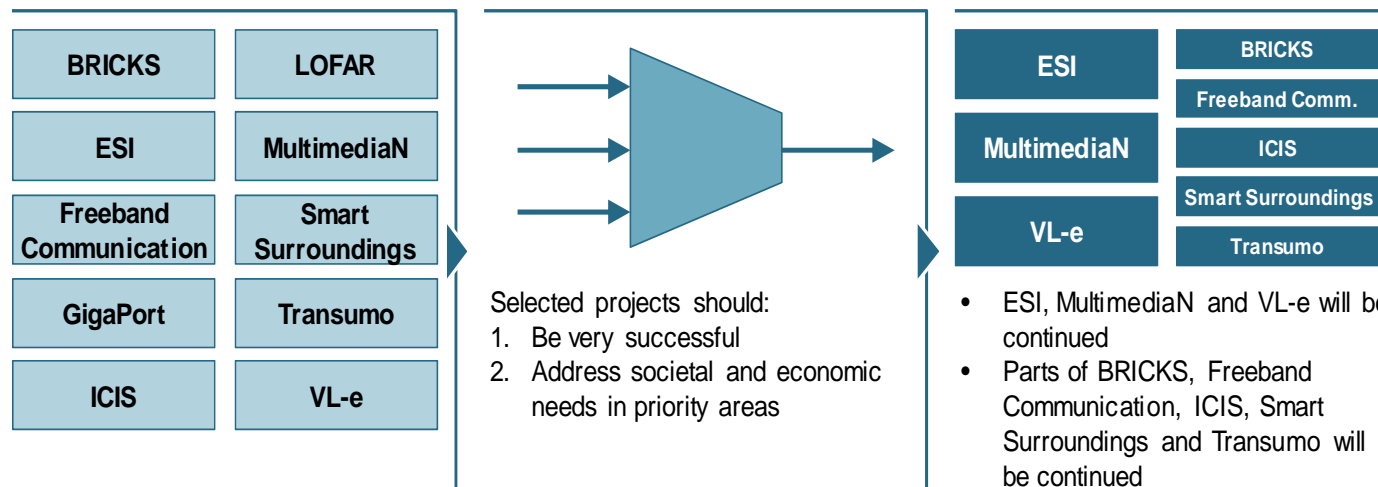 BRICKS
LOFAR
ESI
MultimediaN
Freeband
Communication
Smart
Surroundings
GigaPort
Transumo
ICIS
VL-e
Selected projects should:
1. Be very successful
2. Address societal and economic
needs in priority areas
ESI
MultimediaN
VL-e
BRICKS
Freeband Comm.
ICIS
Smart Surroundings
Transumo
• ESI, MultimediaN and VL-e will be
continued
• Parts of BRICKS, Freeband
Communication, ICIS, Smart
Surroundings and Transumo will
be continued